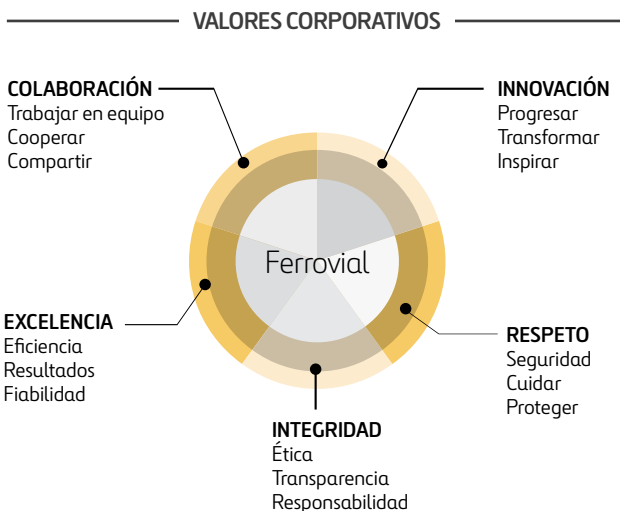 VALORES CORPORATIVOS
COLABORACIÓN
Trabajar en equipo
Cooperar
Compartir
INNOVACIÓN
Progresar
Transformar
Inspirar
Ferrovial
EXCELENCIA
Eficiencia
Resultados
Fiabilidad
RESPETO
Seguridad
Cuidar
Proteger
INTEGRIDAD
Ética
Transparencia
Responsabilidad